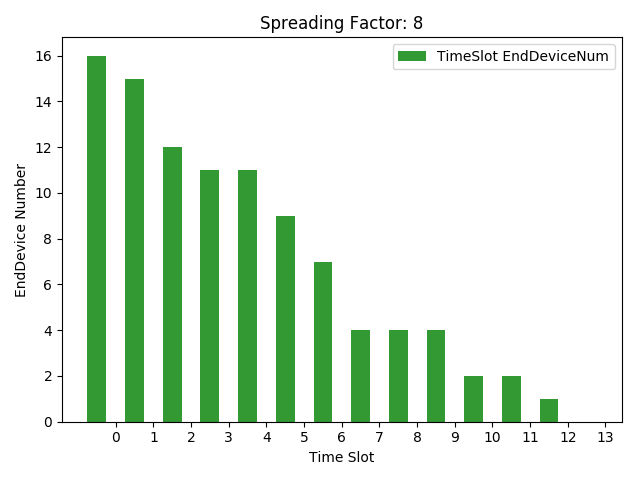 Spreading Factor: 8
TimeSlot EndDeviceNum
EndDevice Number
16
14
12
10
8
6
4
2
0
0 1 2 3 4 5 6 7 8 9 10 11 12 13
Time Slot